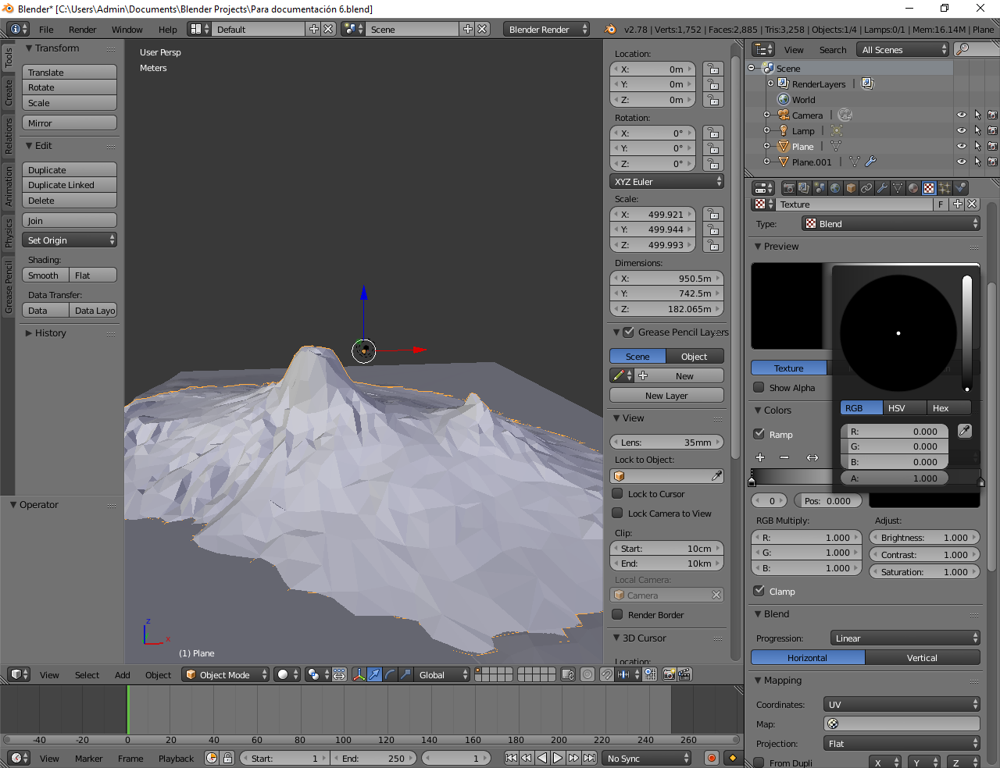 Blender* [C:\Users\Admin\Documents\Blender Projects\Para documentación 6.blend]
File Render Window Help Default Scene Blender Render v2.78 | Verts:1,752 | Faces:2,885 | Tris:3,258 | Objects:1/4 | Lamps:0/1 | Mem:16.14M | Plane
Tools
Create
Relations
Animation
Physics
Grease Pencil
Transform
Translate
Rotate
Scale
Mirror
Edit
Duplicate
Duplicate Linked
Delete
Join
Set Origin
Shading:
Smooth Flat
Data Transfer:
Data Data Layo
History
Operator
User Persp
Meters
z
x
(1) Plane
Location:
X: 0m
Y: 0m
Z: 0m
Rotation:
X: 0°
Y: 0°
Z: 0°
XYZ Euler
Scale:
X: 499.921
Y: 499.944
Z: 499.993
Dimensions:
X: 950.5m
Y: 742.5m
Z: 182.065m
Grease Pencil Layers
Scene Object
New
New Layer
View
Lens: 35mm
Lock to Object:
Lock to Cursor
Lock Camera to View
Clip:
Start: 10cm
End: 10km
Local Camera:
Camera
Render Border
3D Cursor
Location:
View Search All Scenes
Scene
RenderLayers |
World
Camera |
Lamp |
Plane |
Plane.001 |
Texture F
Type: Blend
Preview
Texture
Show Alpha
Colors
Ramp
RGB HSV Hex
R: 0.000
G: 0.000
B: 0.000
A: 1.000
0 Pos: 0.000
RGB Multiply: Adjust:
R: 1.000 Brightness: 1.000
G: 1.000 Contrast: 1.000
B: 1.000 Saturation: 1.000
Clamp
Blend
Progression: Linear
Horizontal Vertical
Mapping
Coordinates: UV
Map:
Projection: Flat
From Dupli X Y Z
View Select Add Object Object Mode Global
-40 -20 0 20 40 60 80 100 120 140 160 180 200 220 240 260
View Marker Frame Playback Start: 1 End: 250 1 No Sync